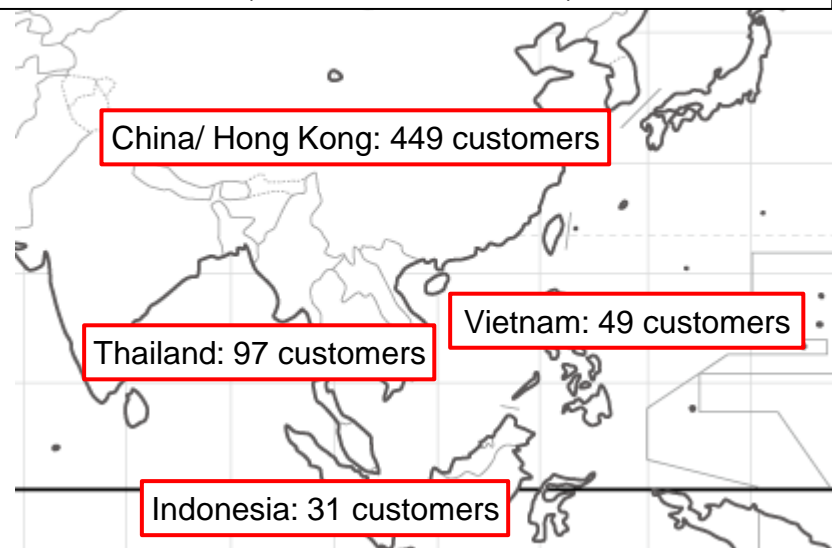 China/ Hong Kong: 449 customers
Vietnam: 49 customers
Thailand: 97 customers
Indonesia: 31 customers